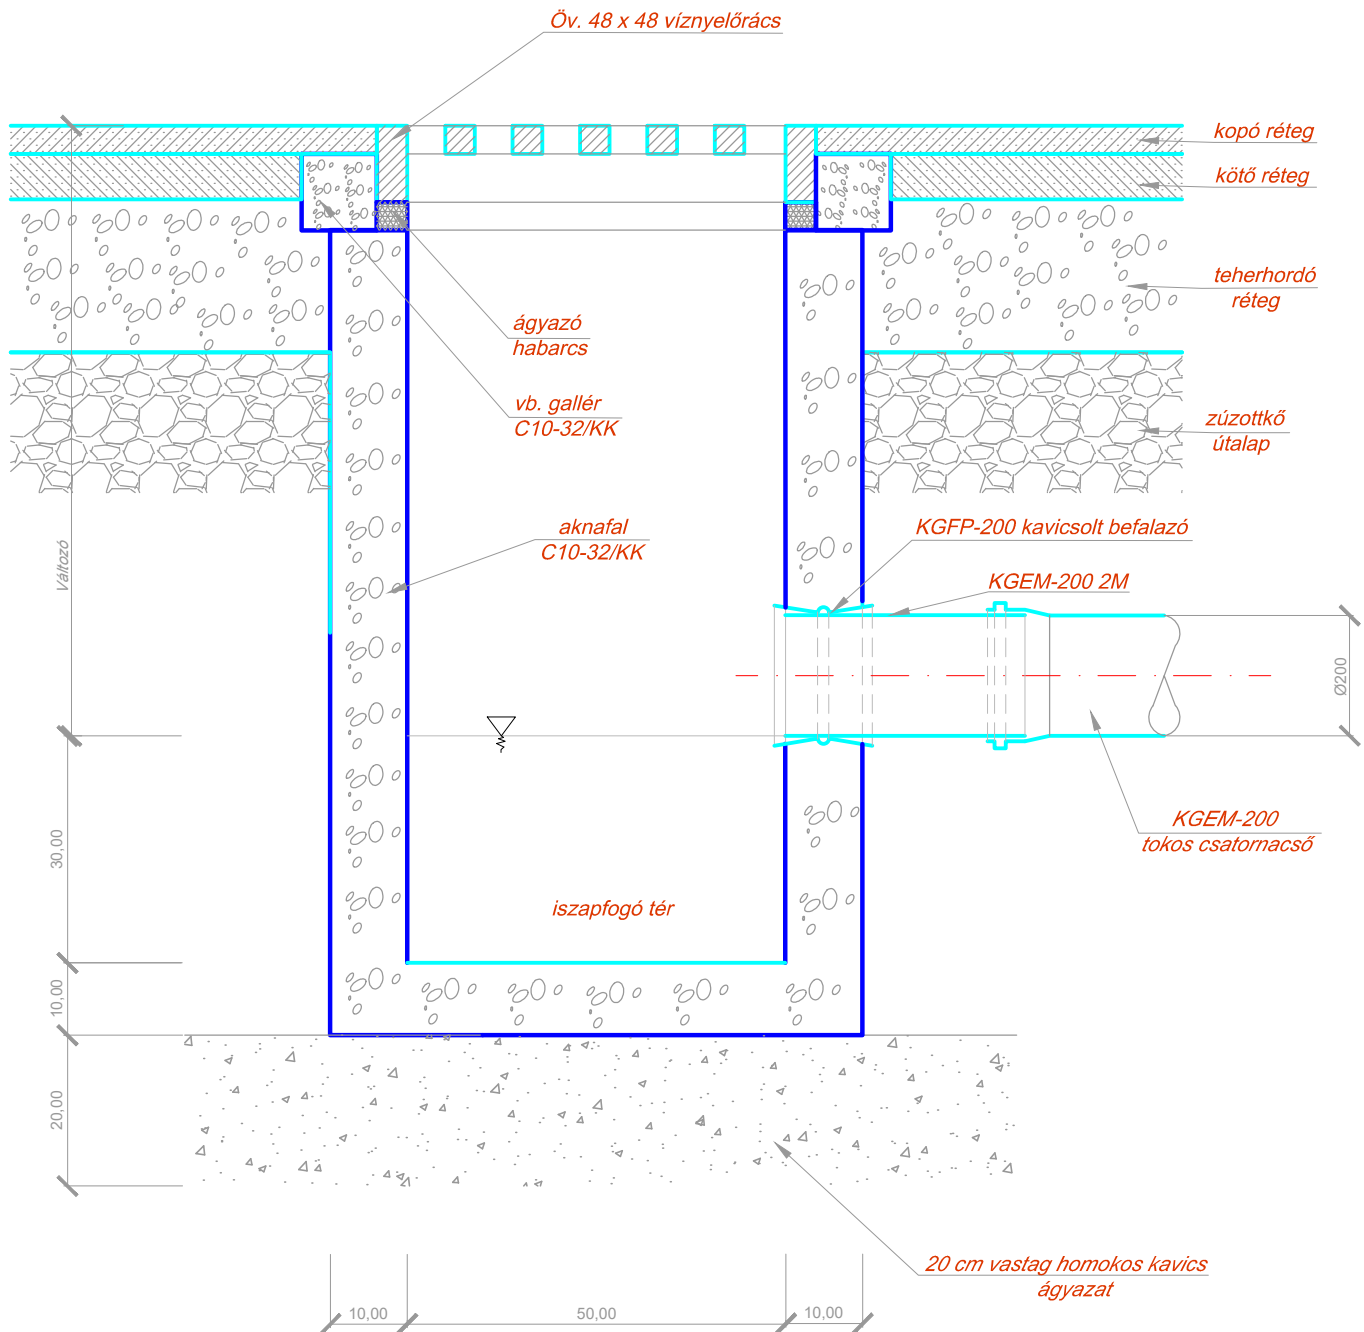 Öv. 48 x 48 víznyelőrács
kopó réteg
kötő réteg
teherhordó
réteg
ágyazó
habarcs
vb. gallér
C10-32/KK
zúzottkő
útalap
aknafal
C10-32/KK
KGFP-200 kavicsolt befalazó
KGEM-200 2M
Változó
Ø200
KGEM-200
tokos csatornacső
30,00
iszapfogó tér
10,00
20,00
20 cm vastag homokos kavics
ágyazat
10,00
50,00
10,00